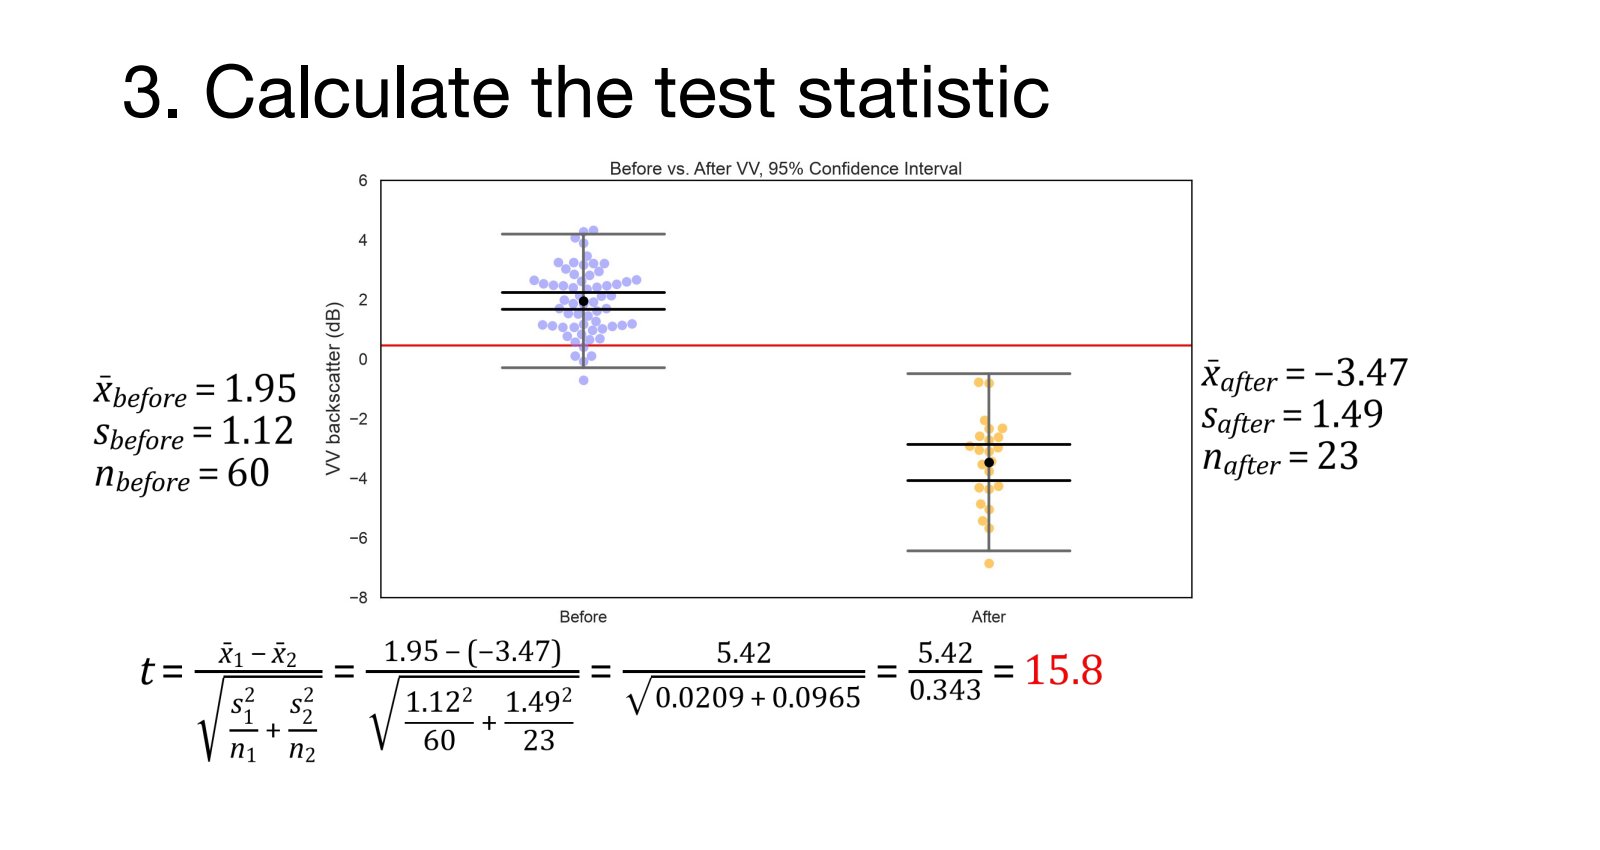 3. Calculate the test statistic
Before vs. After VV, 95% Confidence Interval
6
4
2
0
−2
−4
−6
−8
VV backscatter (dB)
Before
After
x̄before = 1.95
sbefore = 1.12
nbefore = 60
x̄after = −3.47
safter = 1.49
nafter = 23
t = (x̄₁ − x̄₂) / √(s₁²/n₁ + s₂²/n₂) = (1.95 − (−3.47)) / √(1.12²/60 + 1.49²/23) = 5.42 / √(0.0209 + 0.0965) = 5.42 / 0.343 = 15.8